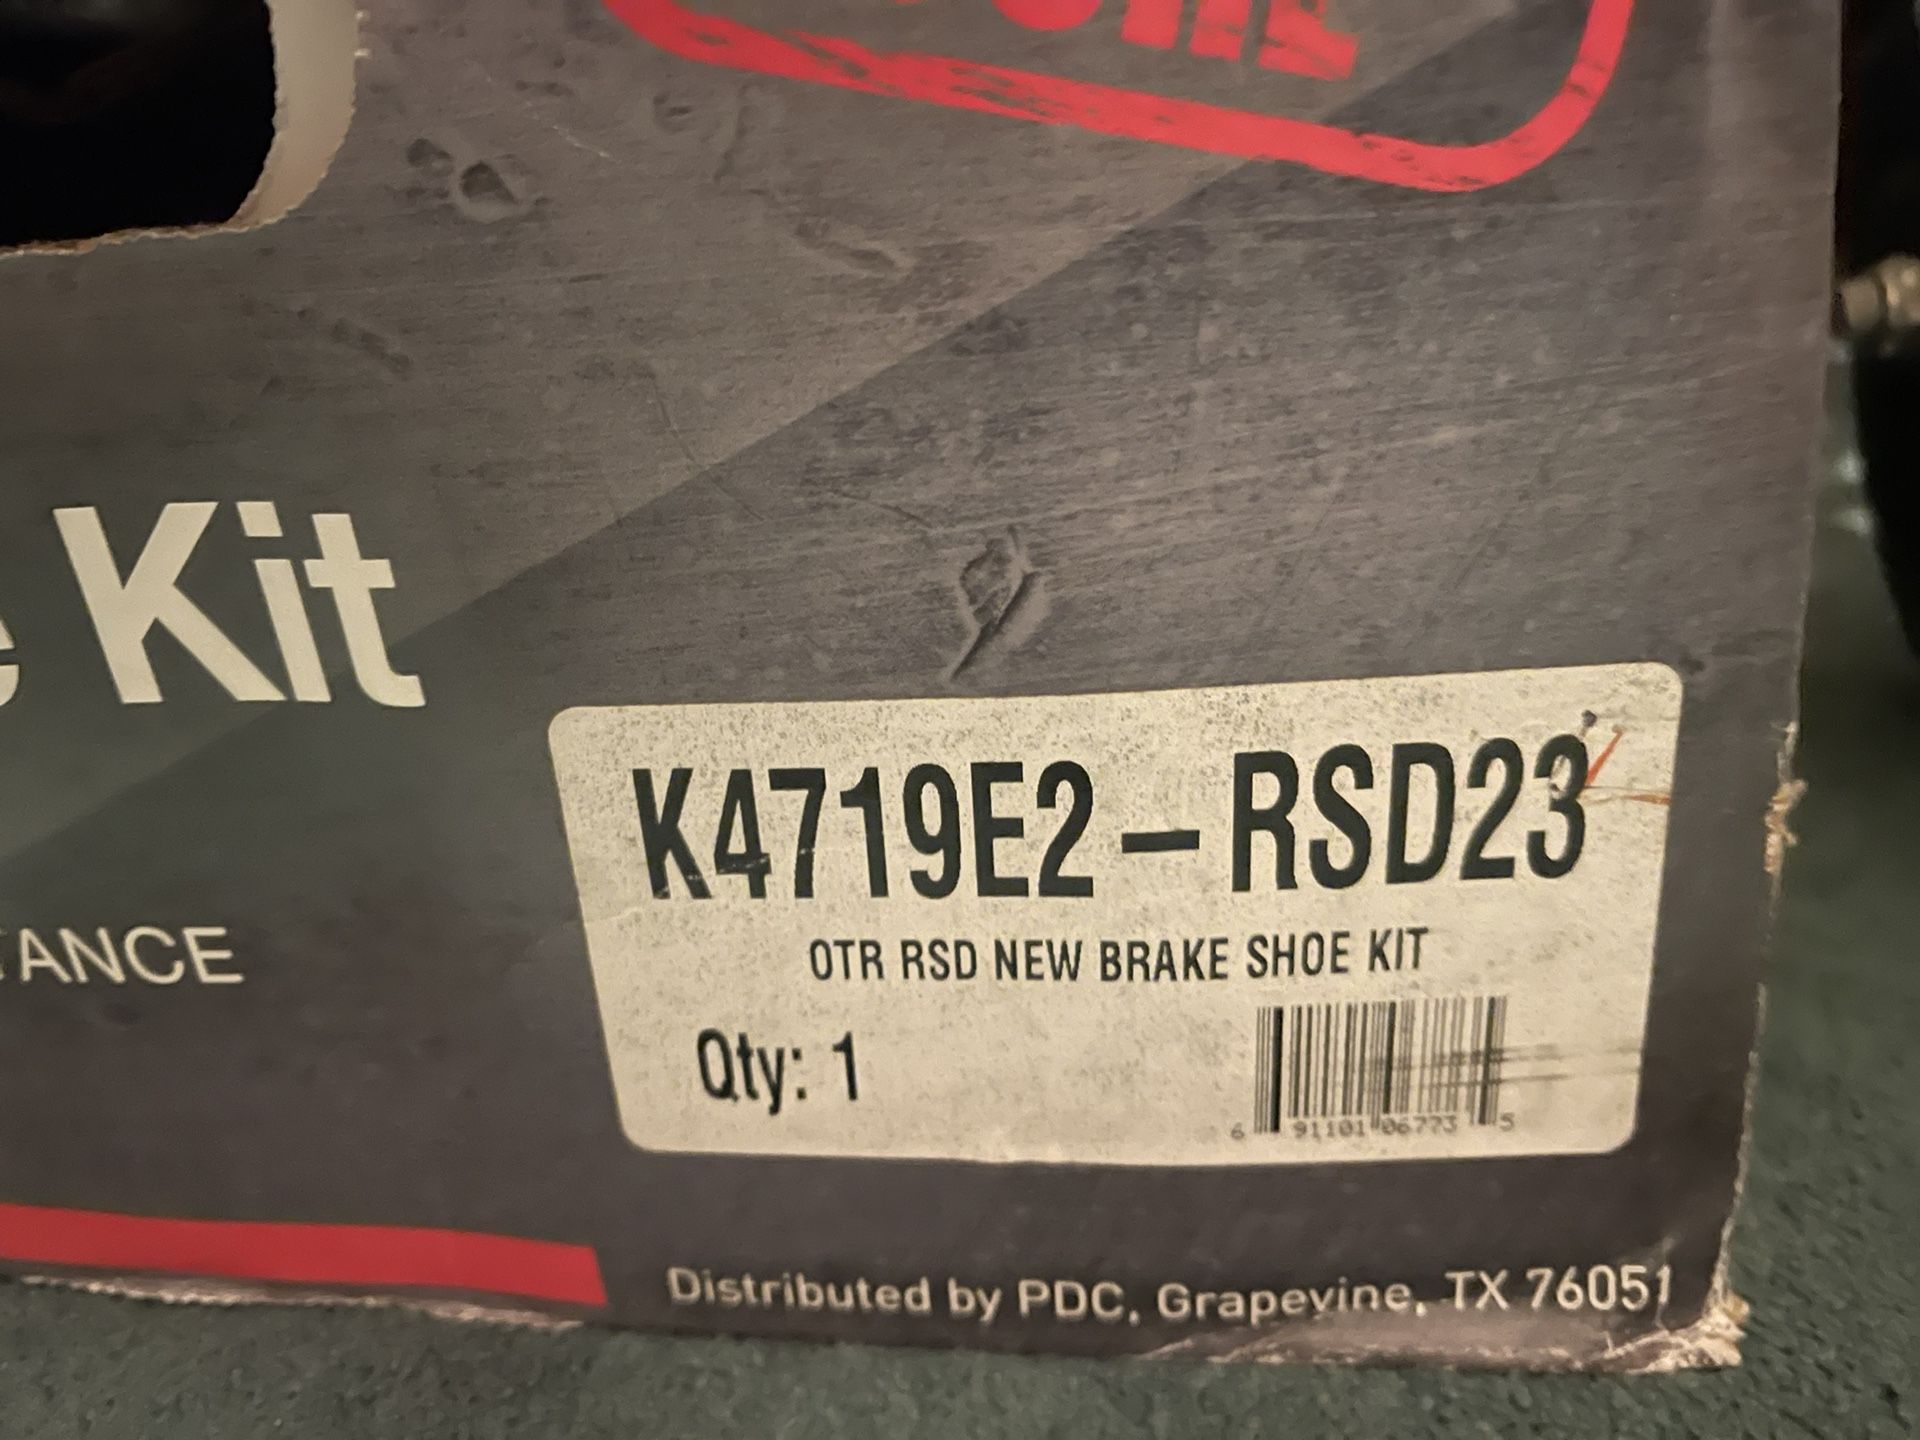 Kit
K4719E2-RSD23
OTR RSD NEW BRAKE SHOE KIT
Qty: 1
6 91101 06773 5
Distributed by PDC, Grapevine, TX 76051